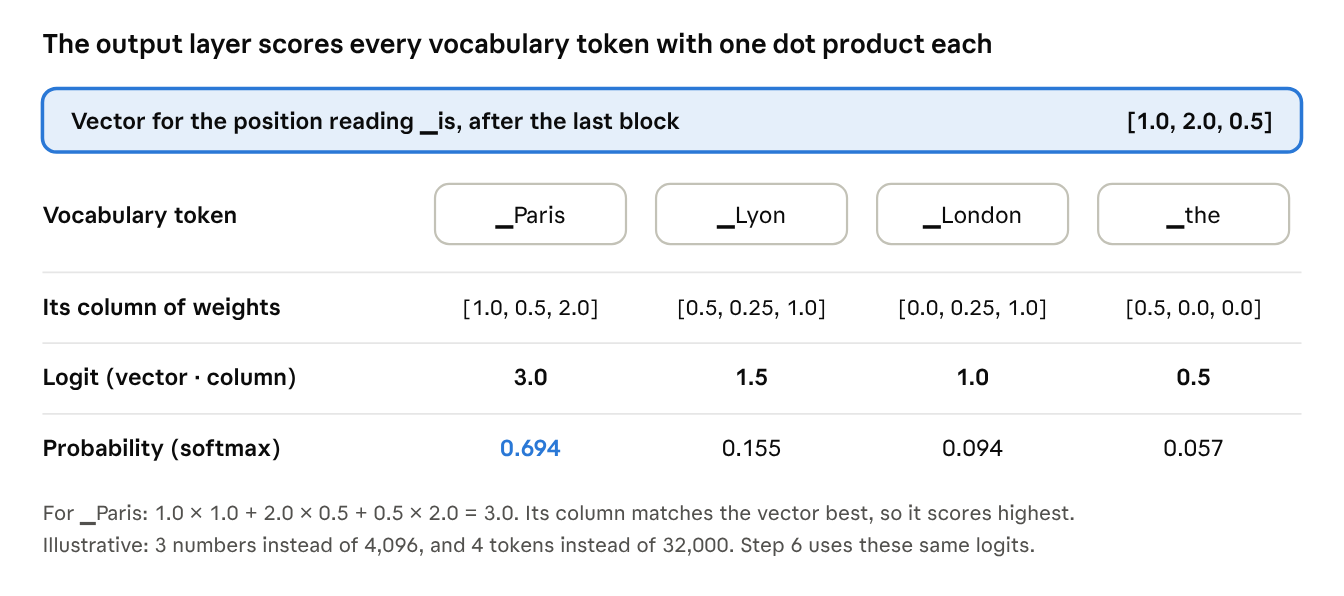 The output layer scores every vocabulary token with one dot product each
Vector for the position reading _is, after the last block [1.0, 2.0, 0.5]
Vocabulary token _Paris _Lyon _London _the
Its column of weights [1.0, 0.5, 2.0] [0.5, 0.25, 1.0] [0.0, 0.25, 1.0] [0.5, 0.0, 0.0]
Logit (vector · column) 3.0 1.5 1.0 0.5
Probability (softmax) 0.694 0.155 0.094 0.057
For _Paris: 1.0 × 1.0 + 2.0 × 0.5 + 0.5 × 2.0 = 3.0. Its column matches the vector best, so it scores highest.
Illustrative: 3 numbers instead of 4,096, and 4 tokens instead of 32,000. Step 6 uses these same logits.